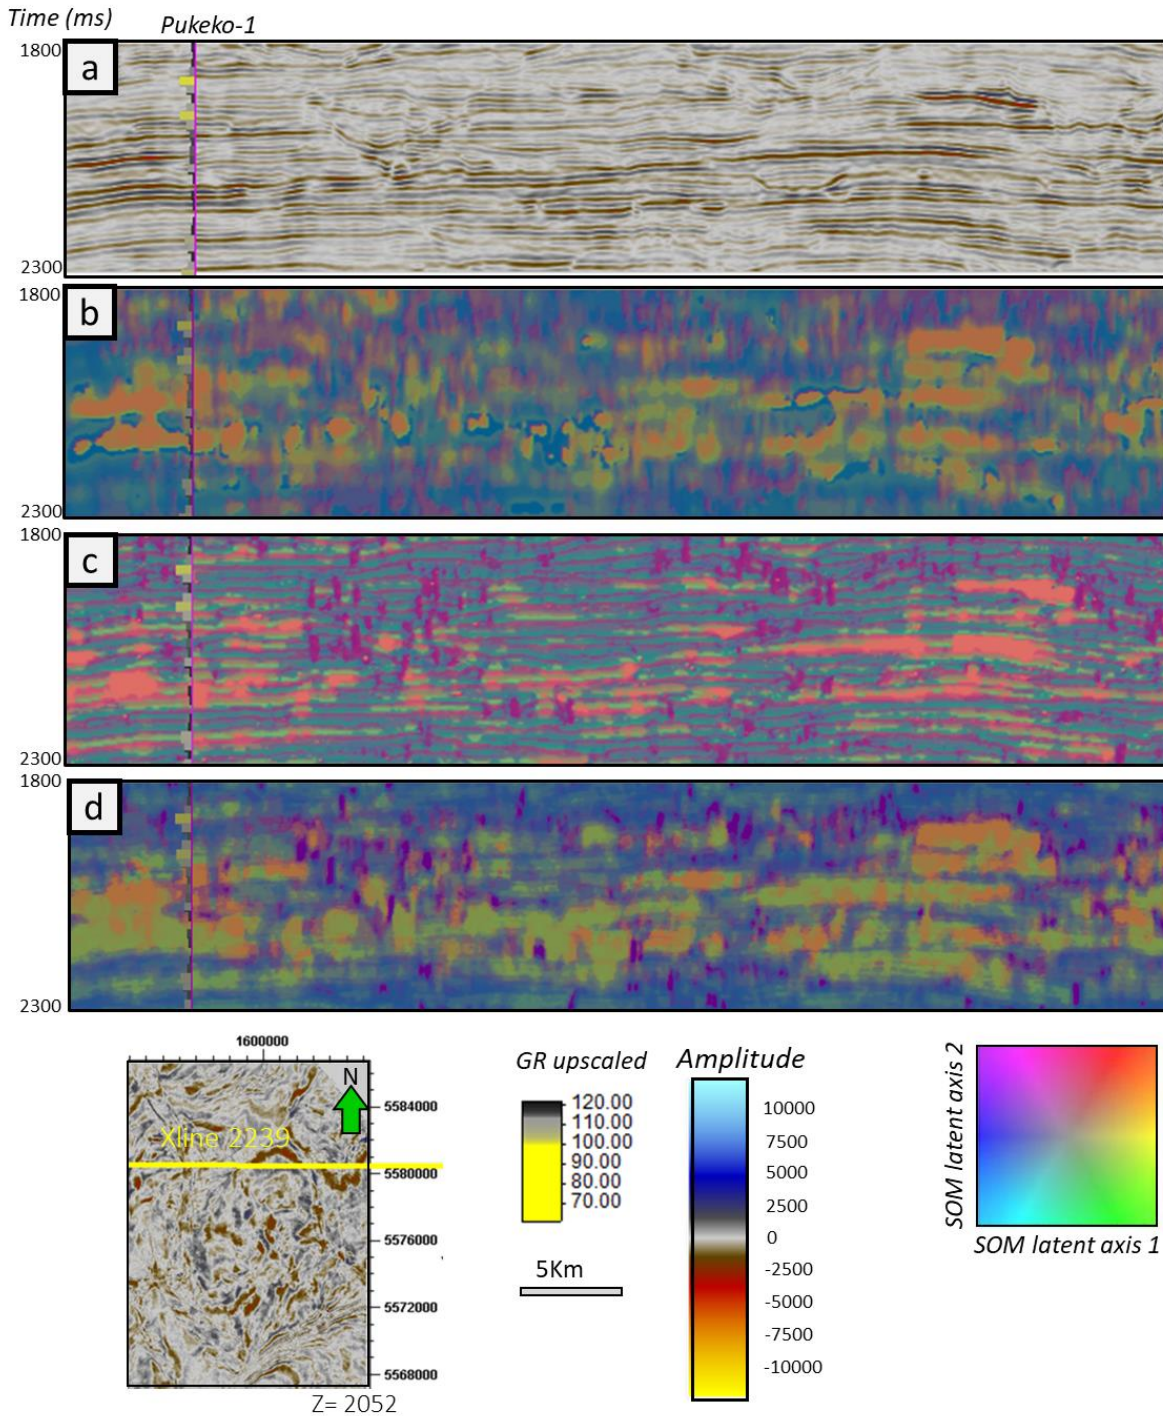 Time (ms)
Pukeko-1
1800
a
2300
1800
b
2300
1800
c
2300
1800
d
2300
1600000
N
Xline 2239
5584000
5580000
5576000
5572000
5568000
Z= 2052
GR upscaled
120.00
110.00
100.00
90.00
80.00
70.00
5Km
Amplitude
10000
7500
5000
2500
0
-2500
-5000
-7500
-10000
SOM latent axis 2
SOM latent axis 1